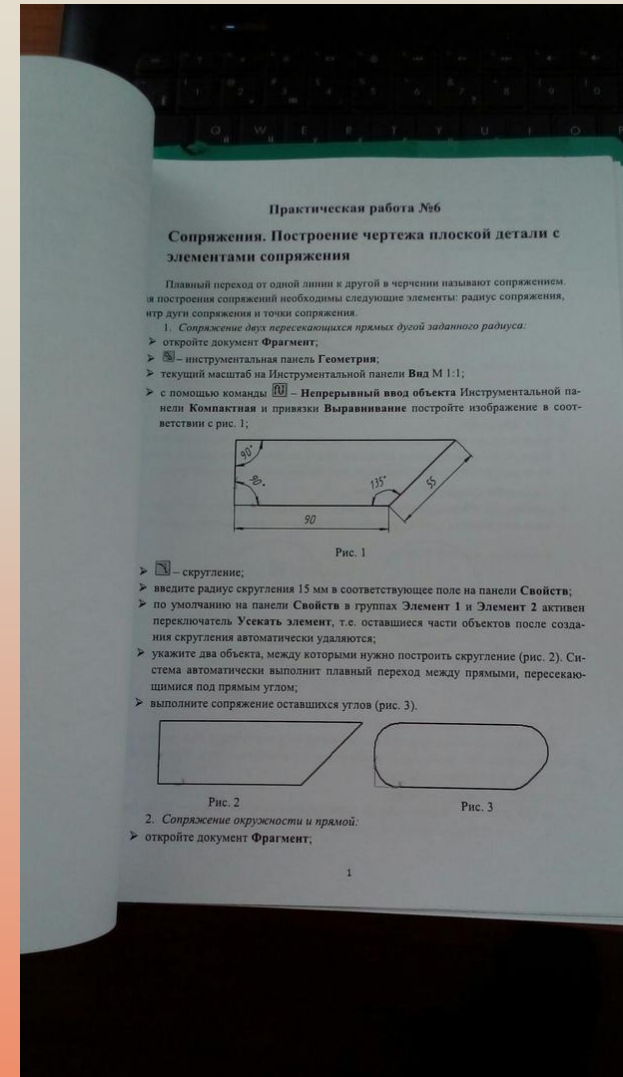 Практическая работа №6
Сопряжения. Построение чертежа плоской детали с
элементами сопряжения
Плавный переход от одной линии к другой в черчении называют сопряжением.
я построения сопряжений необходимы следующие элементы: радиус сопряжения,
нтр дуги сопряжения и точки сопряжения.
1. Сопряжение двух пересекающихся прямых дугой заданного радиуса:
➢ откройте документ Фрагмент;
➢ – инструментальная панель Геометрия;
➢ текущий масштаб на Инструментальной панели Вид М 1:1;
➢ с помощью команды – Непрерывный ввод объекта Инструментальной па-
нели Компактная и привязки Выравнивание постройте изображение в соот-
ветствии с рис. 1;
90°
90°
135°
55
90
Рис. 1
➢ – скругление;
➢ введите радиус скругления 15 мм в соответствующее поле на панели Свойств;
➢ по умолчанию на панели Свойств в группах Элемент 1 и Элемент 2 активен
переключатель Усекать элемент, т.е. оставшиеся части объектов после созда-
ния скругления автоматически удаляются;
➢ укажите два объекта, между которыми нужно построить скругление (рис. 2). Си-
стема автоматически выполнит плавный переход между прямыми, пересекаю-
щимися под прямым углом;
➢ выполните сопряжение оставшихся углов (рис. 3).
Рис. 2
Рис. 3
2. Сопряжение окружности и прямой:
➢ откройте документ Фрагмент;
1